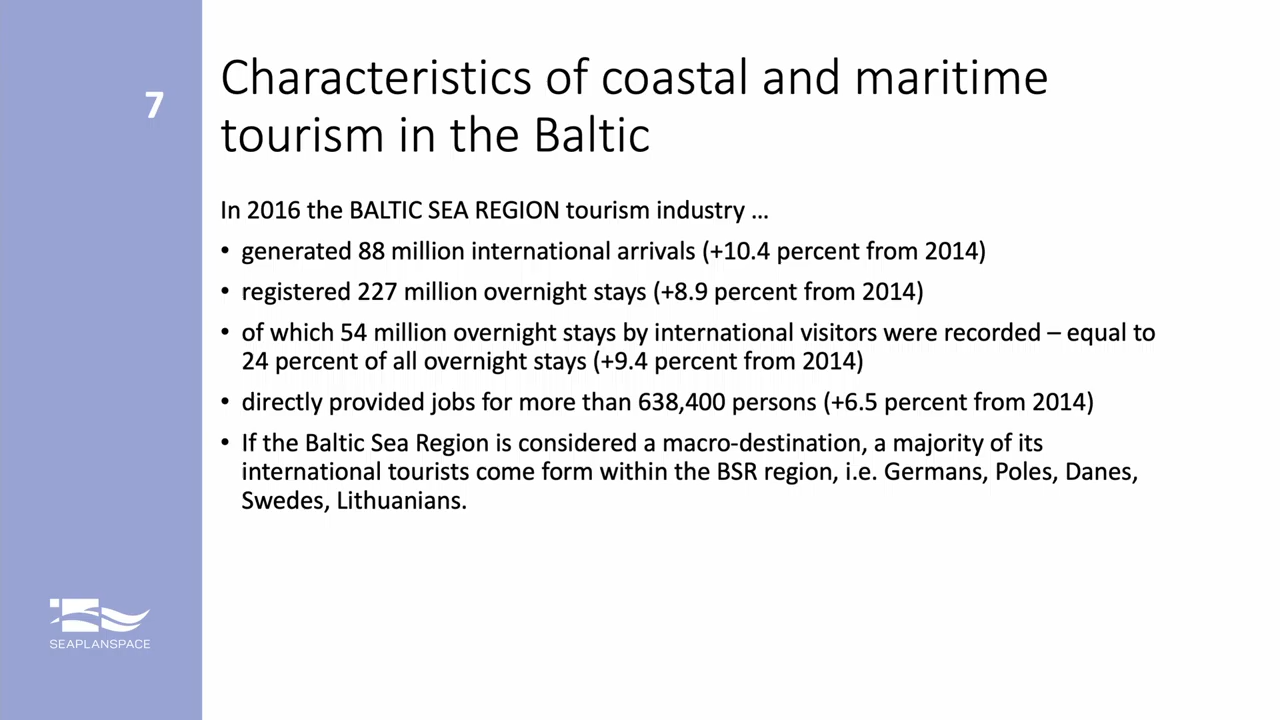 7
Characteristics of coastal and maritime
tourism in the Baltic
In 2016 the BALTIC SEA REGION tourism industry …
• generated 88 million international arrivals (+10.4 percent from 2014)
• registered 227 million overnight stays (+8.9 percent from 2014)
• of which 54 million overnight stays by international visitors were recorded – equal to
24 percent of all overnight stays (+9.4 percent from 2014)
• directly provided jobs for more than 638,400 persons (+6.5 percent from 2014)
• If the Baltic Sea Region is considered a macro-destination, a majority of its
international tourists come form within the BSR region, i.e. Germans, Poles, Danes,
Swedes, Lithuanians.
SEAPLANSPACE